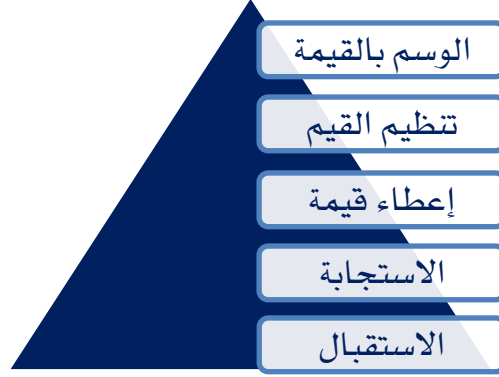 الوسم بالقيمة
تنظيم القيم
إعطاء قيمة
الاستجابة
الاستقبال